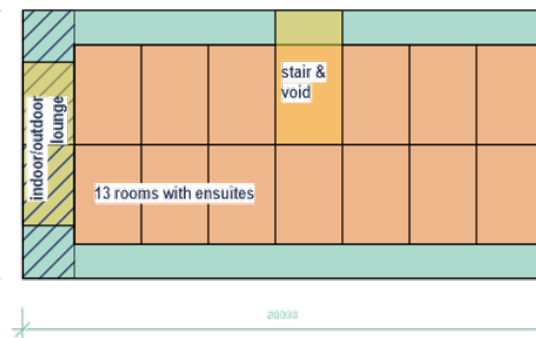 stair &
void
indoor/outdoor
lounge
13 rooms with ensuites